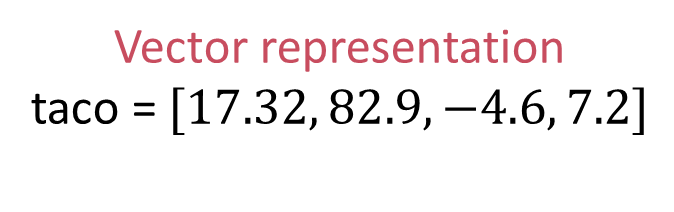 Vector representation
taco = [17.32, 82.9, −4.6, 7.2]